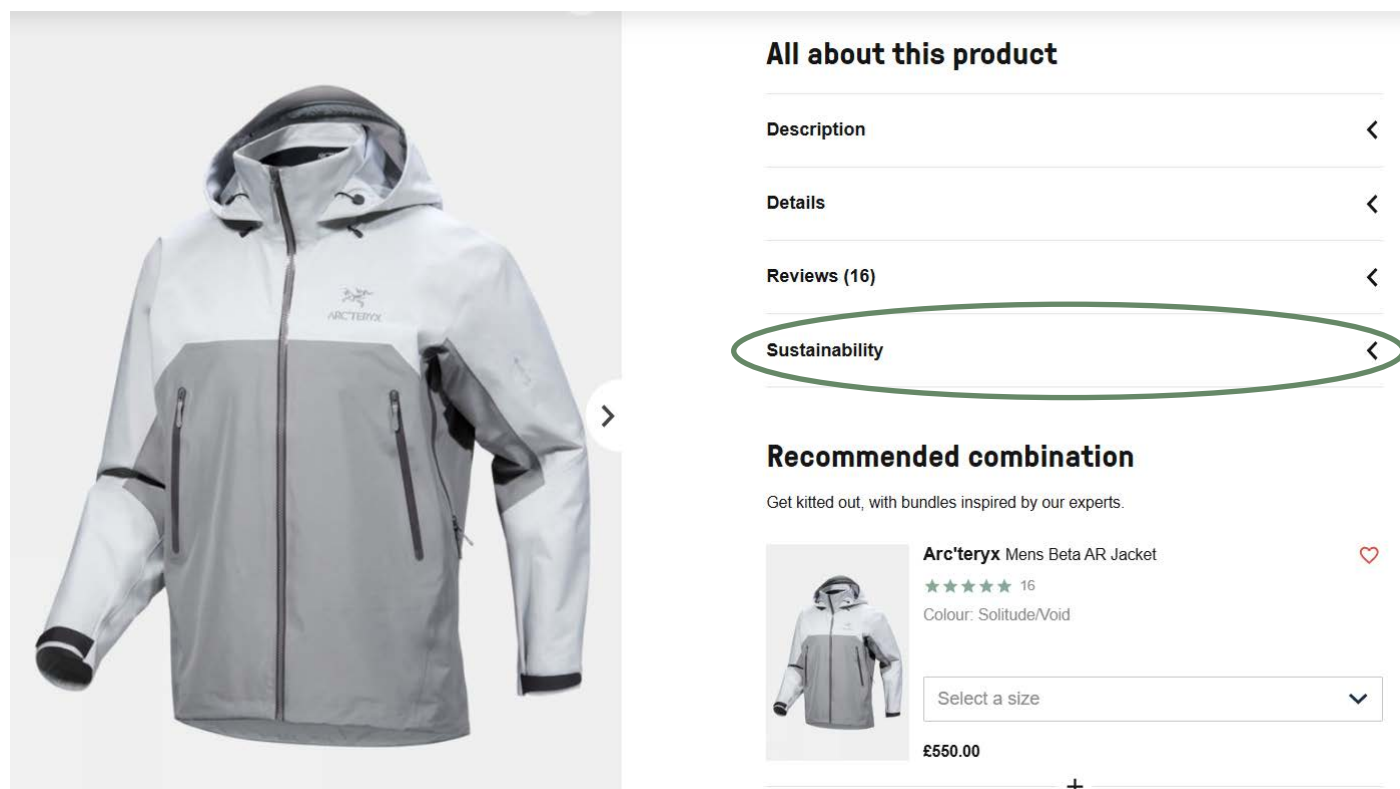 All about this product
Description
Details
Reviews (16)
Sustainability
ARC'TERYX
Recommended combination
Get kitted out, with bundles inspired by our experts.
Arc'teryx Mens Beta AR Jacket
16
Colour: Solitude/Void
Select a size
£550.00
+